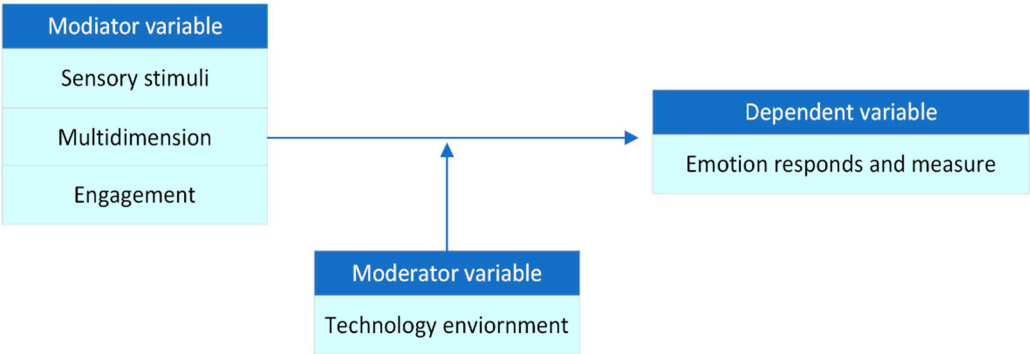 Modiator variable
Sensory stimuli
Multidimension
Engagement
Dependent variable
Emotion responds and measure
Moderator variable
Technology enviornment